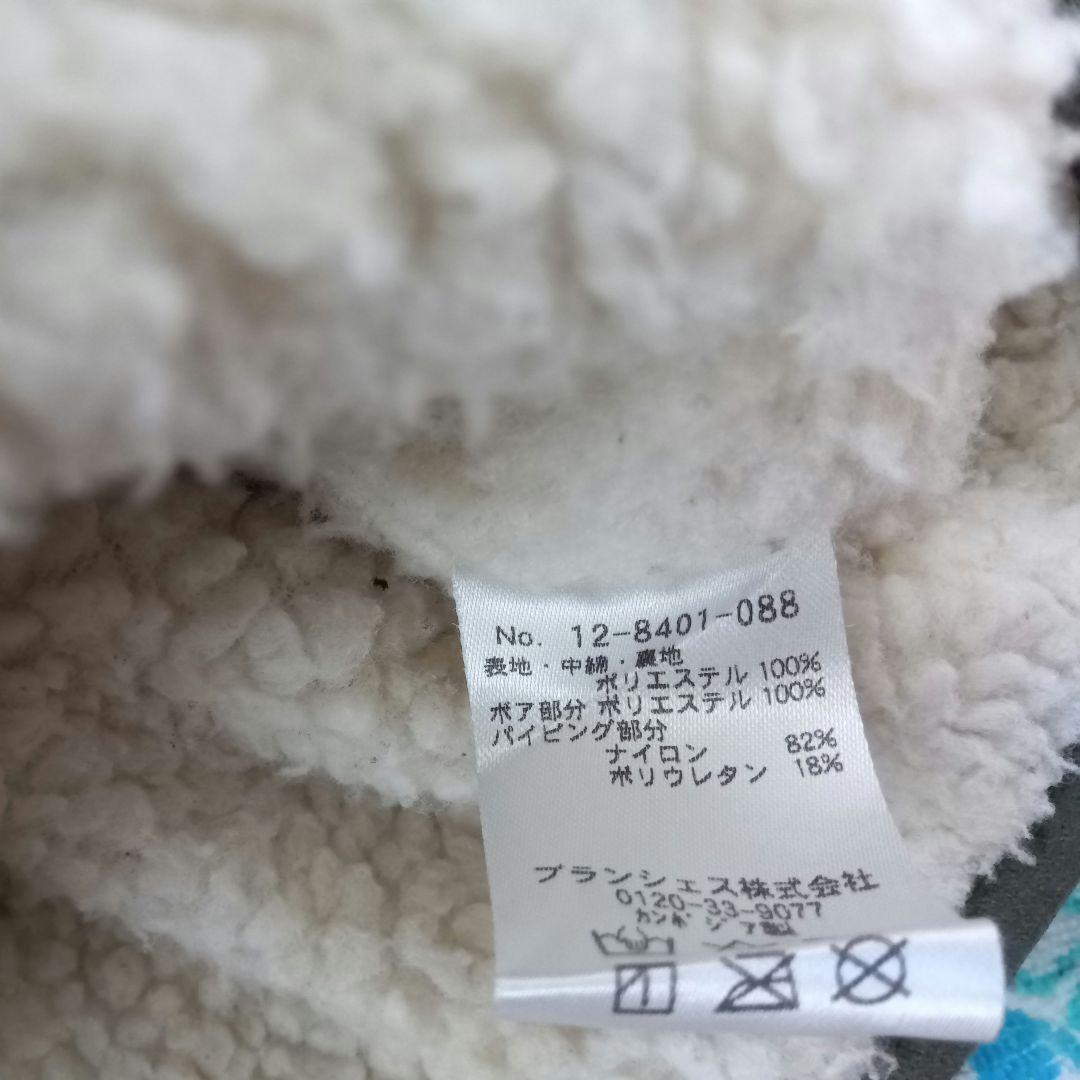 No. 12-8401-088
表地・中綿・裏地
ポリエステル 100%
ボア部分 ポリエステル 100%
パイピング部分
ナイロン 82%
ポリウレタン 18%
ブランシェス株式会社
0120-33-9077
カンボジア製